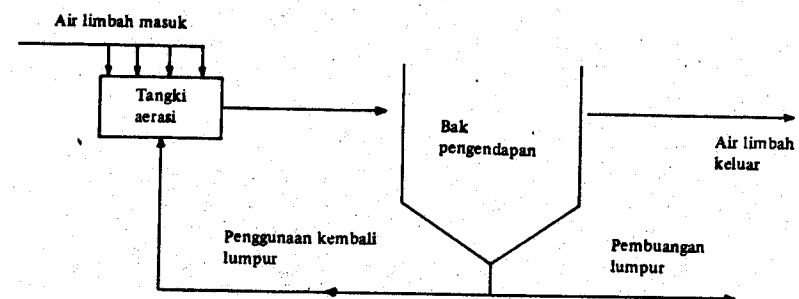 Air limbah masuk
Tangki
aerasi
Bak
pengendapan
Air limbah
keluar
Penggunaan kembali
lumpur
Pembuangan
lumpur